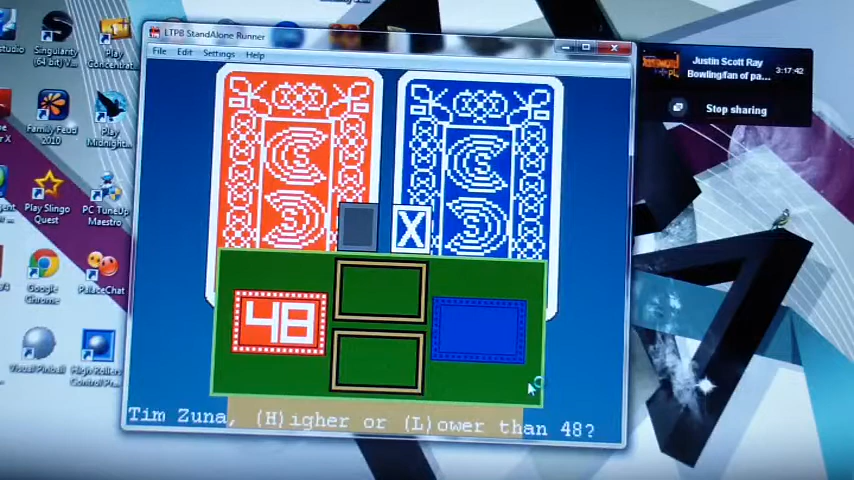 LTPB StandAlone Runner
File Edit Settings Help
X
48
Tim Zuna, (H)igher or (L)ower than 48?
Justin Scott Ray
Bowling/fan of pa...
3:17:42
Stop sharing
studio
Singularity
(64 bit) V...
Play
Concentrat...
Family Feud
2010
Play
Midnight...
Play Slingo
Quest
PC TuneUp
Maestro
Google
Chrome
PalaceChat
Visual Pinball
High Rollers
Control Pr...